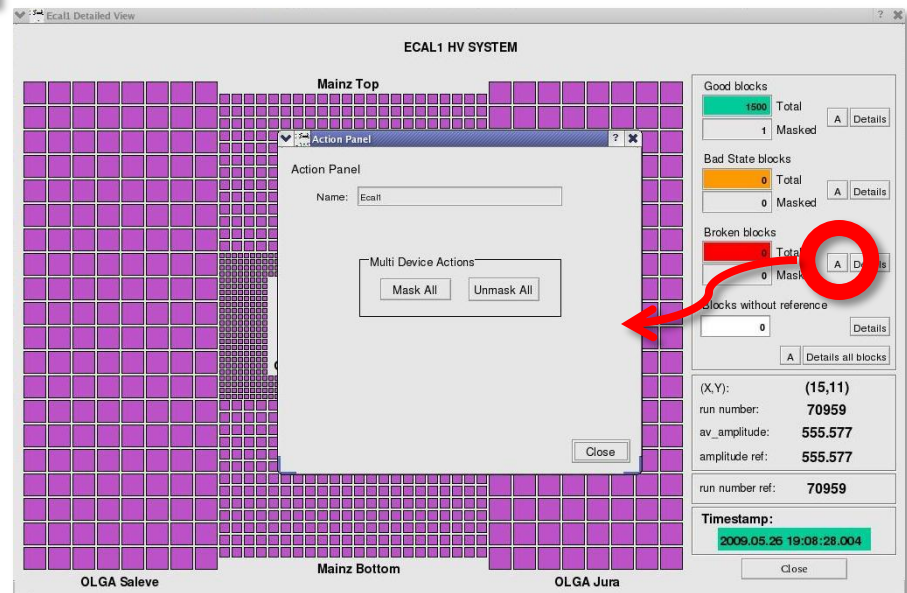 Ecal1 Detailed View
ECAL1 HV SYSTEM
Mainz Top
Action Panel
Action Panel
Name: Ecal1
Multi Device Actions
Mask All Unmask All
Close
Mainz Bottom
OLGA Saleve
OLGA Jura
Good blocks
1500 Total
1 Masked
A Details
Bad State blocks
0 Total
0 Masked
A Details
Broken blocks
0 Total
0 Masked
A Details
Blocks without reference
0 Details
A Details all blocks
(X,Y): (15,11)
run number: 70959
av_amplitude: 555.577
amplitude ref: 555.577
run number ref: 70959
Timestamp:
2009.05.26 19:08:28.004
Close